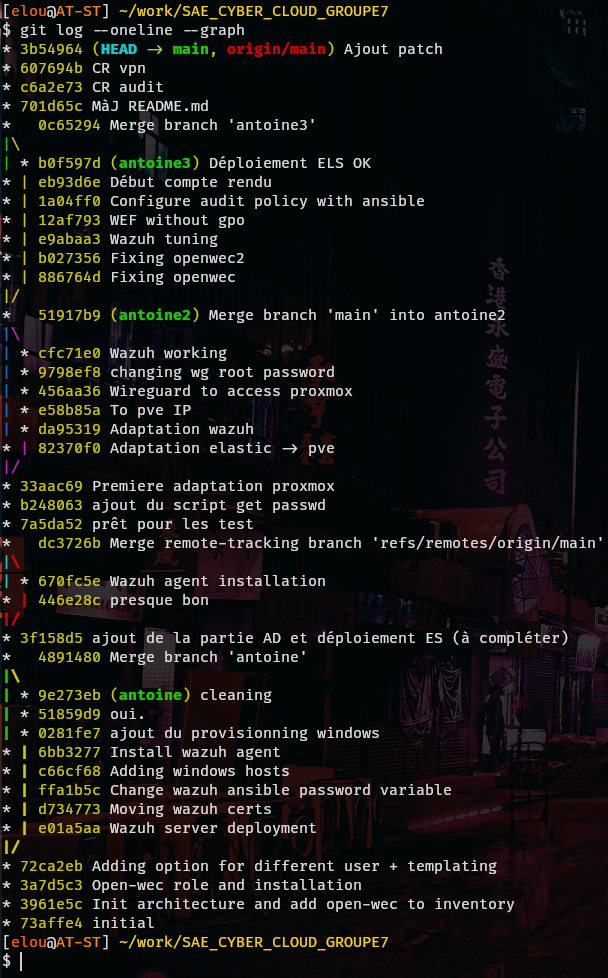 [elou@AT-ST] ~/work/SAE_CYBER_CLOUD_GROUPE7
$ git log --oneline --graph
* 3b54964 (HEAD -> main, origin/main) Ajout patch
* 607694b CR vpn
* c6a2e73 CR audit
* 701d65c MàJ README.md
*   0c65294 Merge branch 'antoine3'
|\
| * b0f597d (antoine3) Déploiement ELS OK
* | eb93d6e Début compte rendu
* | 1a04ff0 Configure audit policy with ansible
* | 12af793 WEF without gpo
* | e9abaa3 Wazuh tuning
* | b027356 Fixing openwec2
* | 886764d Fixing openwec
|/
*   51917b9 (antoine2) Merge branch 'main' into antoine2
|\
| * cfc71e0 Wazuh working
| * 9798ef8 changing wg root password
| * 456aa36 Wireguard to access proxmox
| * e58b85a To pve IP
| * da95319 Adaptation wazuh
* | 82370f0 Adaptation elastic -> pve
|/
* 33aac69 Premiere adaptation proxmox
* b248063 ajout du script get passwd
* 7a5da52 prêt pour les test
*   dc3726b Merge remote-tracking branch 'refs/remotes/origin/main'
|\
| * 670fc5e Wazuh agent installation
* | 446e28c presque bon
|/
* 3f158d5 ajout de la partie AD et déploiement ES (à compléter)
*   4891480 Merge branch 'antoine'
|\
| * 9e273eb (antoine) cleaning
| * 51859d9 oui.
| * 0281fe7 ajout du provisionning windows
* | 6bb3277 Install wazuh agent
* | c66cf68 Adding windows hosts
* | ffa1b5c Change wazuh ansible password variable
* | d734773 Moving wazuh certs
* | e01a5aa Wazuh server deployment
|/
* 72ca2eb Adding option for different user + templating
* 3a7d5c3 Open-wec role and installation
* 3961e5c Init architecture and add open-wec to inventory
* 73affe4 initial
[elou@AT-ST] ~/work/SAE_CYBER_CLOUD_GROUPE7
$
香港永盛電子公司